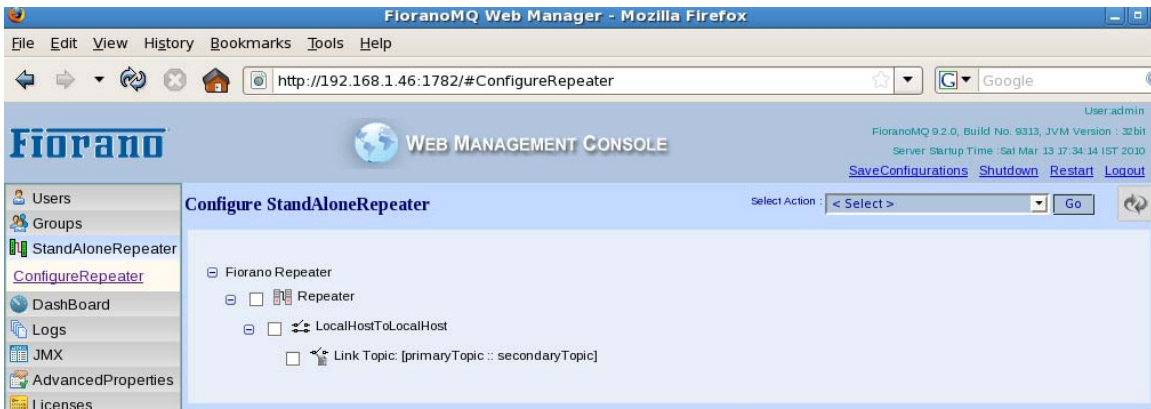 FioranoMQ Web Manager - Mozilla Firefox
File Edit View History Bookmarks Tools Help
http://192.168.1.46:1782/#ConfigureRepeater
G Google
User:admin
Fiorano
WEB MANAGEMENT CONSOLE
FioranoMQ 9.2.0, Build No. 9313, JVM Version : 32bit
Server Startup Time :Sat Mar 13 17:34:14 IST 2010
SaveConfigurations Shutdown Restart Logout
Users
Groups
StandAloneRepeater
ConfigureRepeater
DashBoard
Logs
JMX
AdvancedProperties
Licenses
Configure StandAloneRepeater
Select Action : < Select > Go
Fiorano Repeater
Repeater
LocalHostToLocalHost
Link Topic: [primaryTopic :: secondaryTopic]